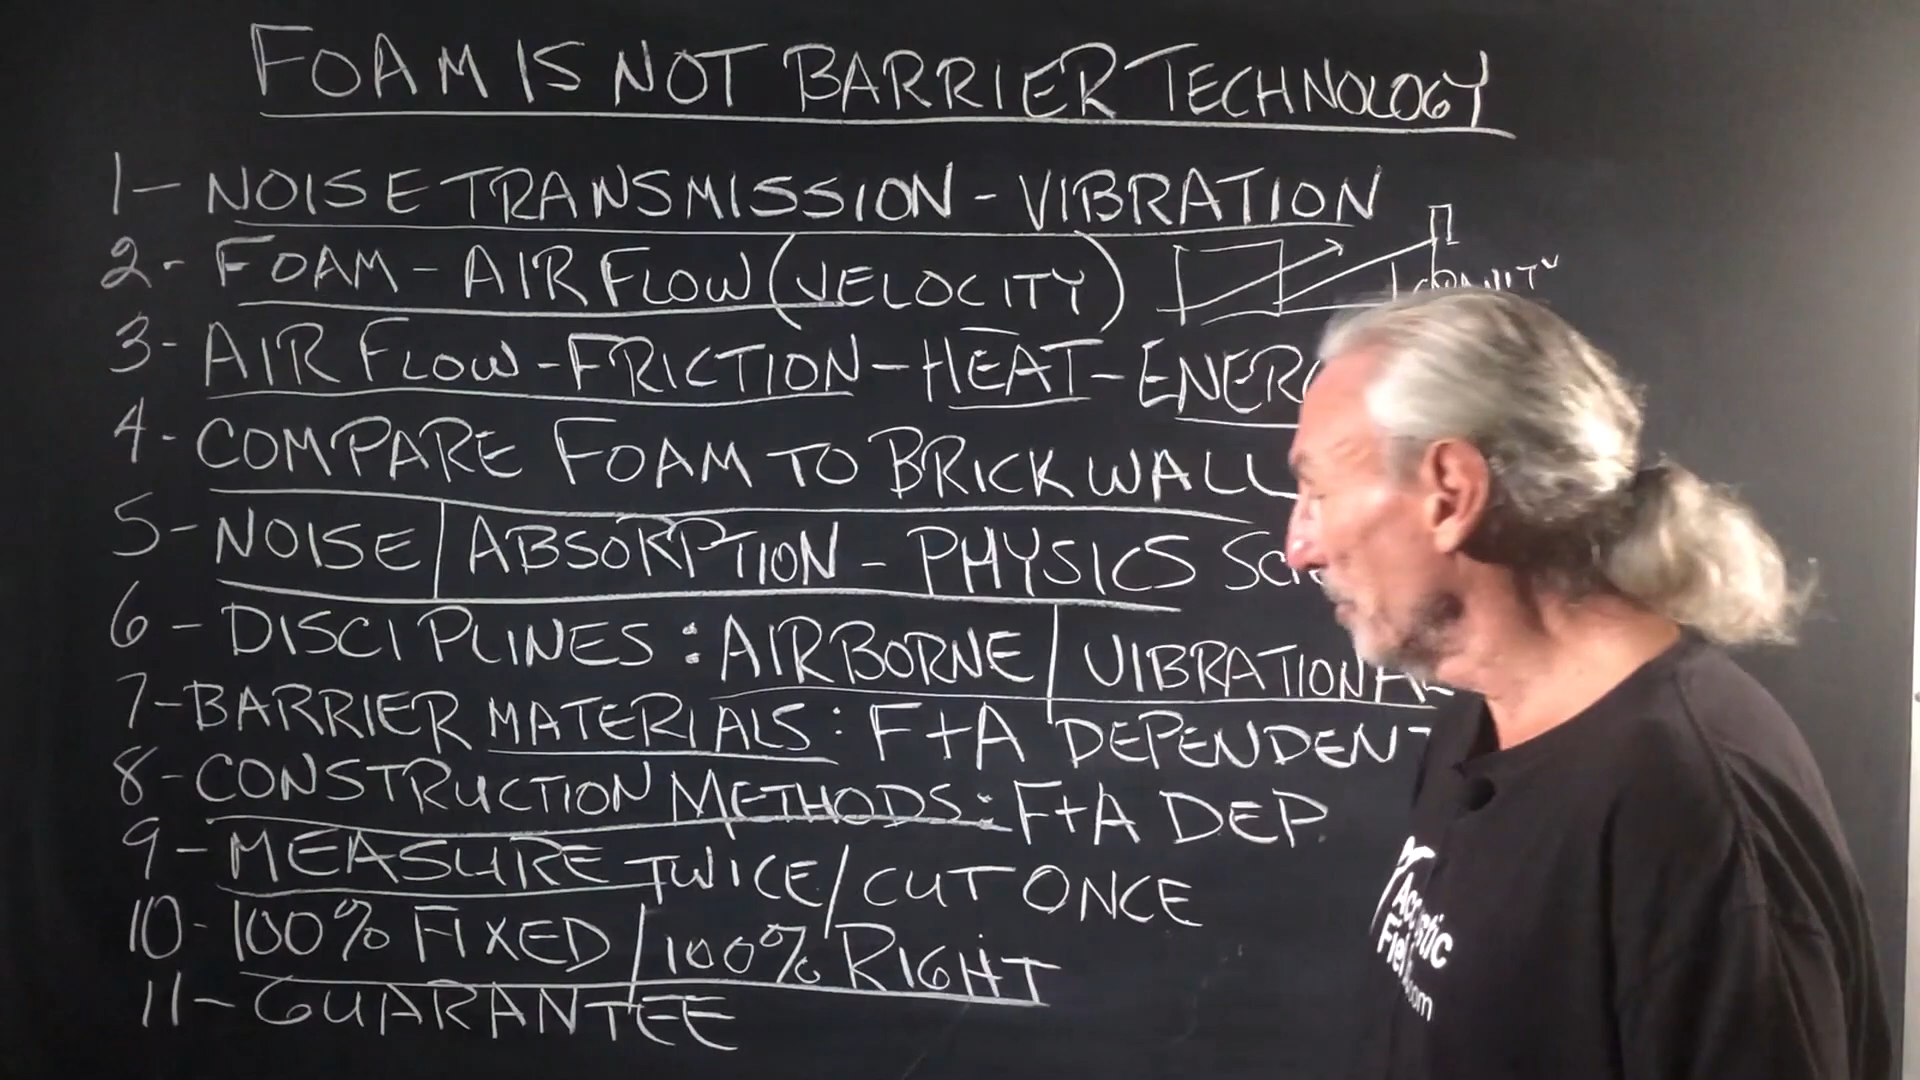 FOAM IS NOT BARRIER TECHNOLOGY
1- NOISE TRANSMISSION - VIBRATION
2- FOAM - AIR FLOW (VELOCITY)
3- AIR FLOW - FRICTION - HEAT -
4- COMPARE FOAM TO BRICK WALL
5- NOISE/ABSORPTION - PHYSICS
6- DISCIPLINES: AIRBORNE/VIBRATIONAL
7- BARRIER MATERIALS: F+A DEPENDENT
8- CONSTRUCTION METHODS: F+A DEP
9- MEASURE TWICE/CUT ONCE
10- 100% FIXED/100% RIGHT
11- GUARANTEE
Acoustic